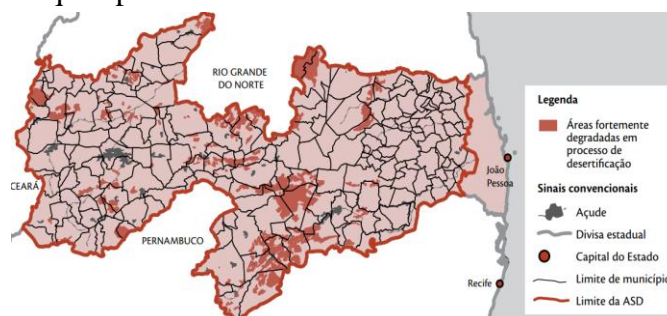 RIO GRANDE
DO NORTE
CEARÁ
PERNAMBUCO
João
Pessoa
Recife
Legenda
Áreas fortemente
degradadas em
processo de
desertificação
Sinais convencionais
Açude
Divisa estadual
Capital do Estado
Limite de município
Limite da ASD